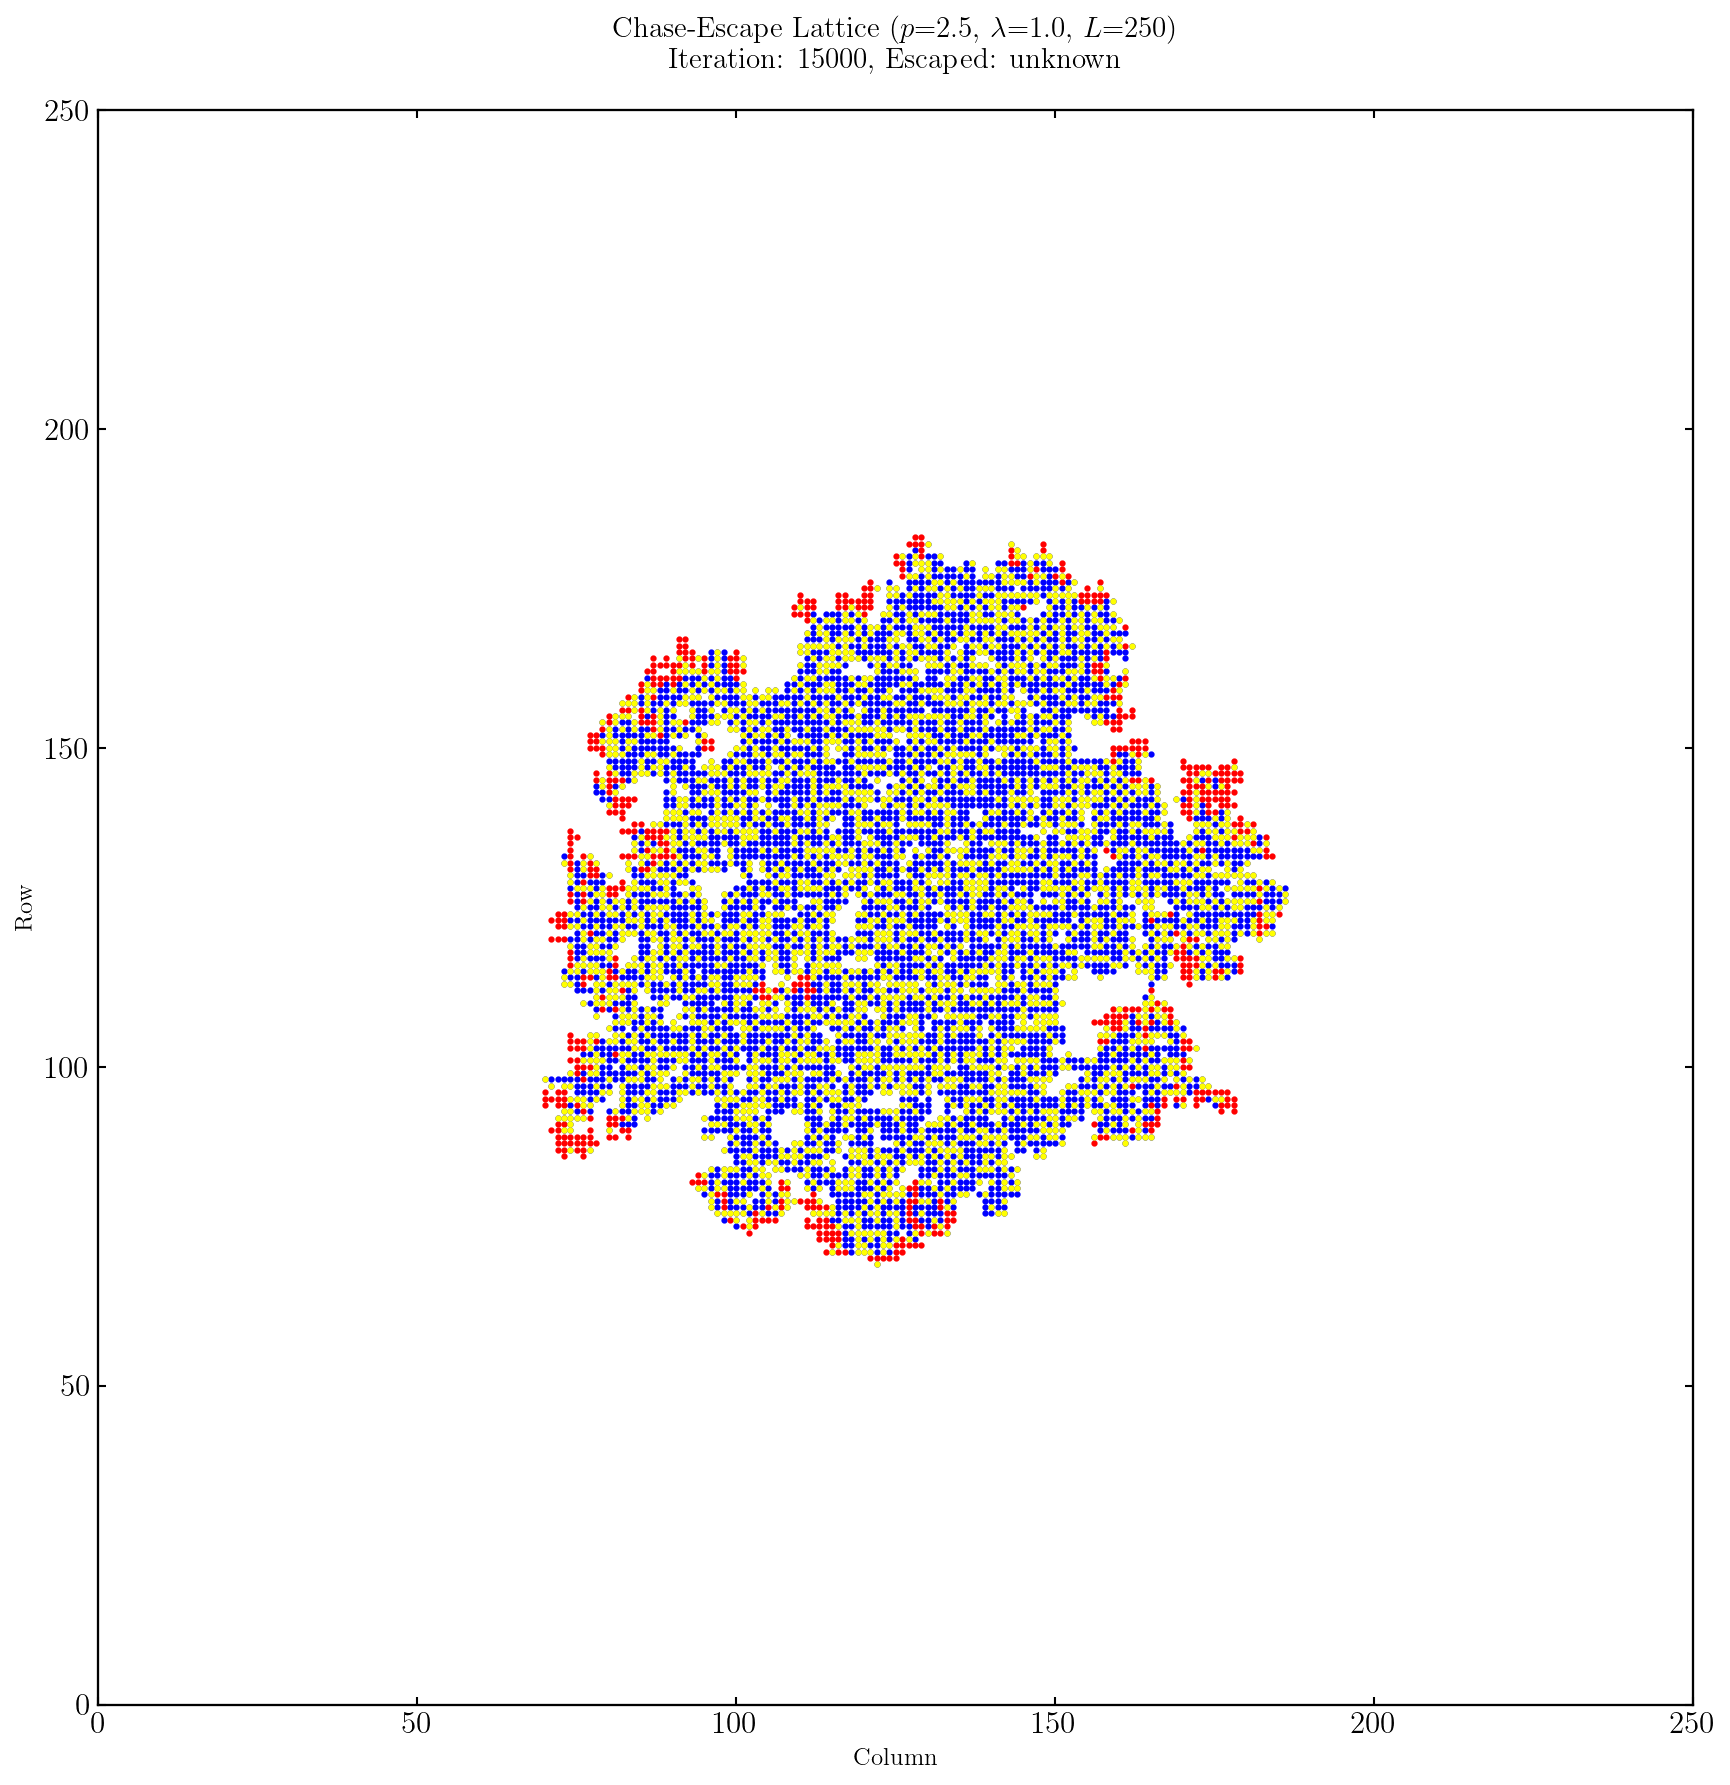 Chase-Escape Lattice (p=2.5, λ=1.0, L=250)
Iteration: 15000, Escaped: unknown
250
200
150
100
50
0
Row
0 50 100 150 200 250
Column